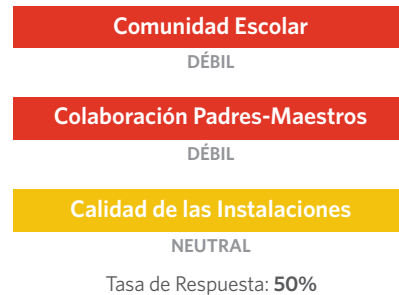 Comunidad Escolar
DÉBIL
Colaboración Padres-Maestros
DÉBIL
Calidad de las Instalaciones
NEUTRAL
Tasa de Respuesta: 50%